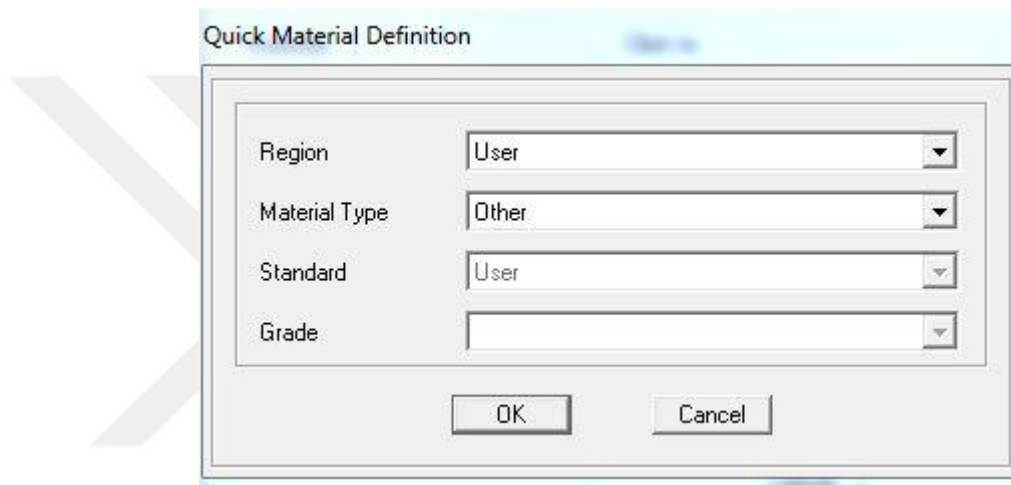 Quick Material Definition
Region User
Material Type Other
Standard User
Grade
OK Cancel